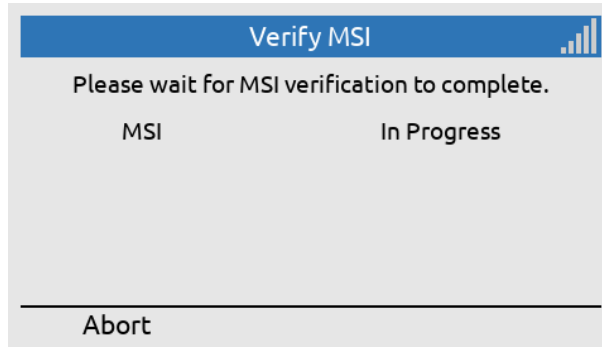 Verify MSI
Please wait for MSI verification to complete.
MSI In Progress
Abort